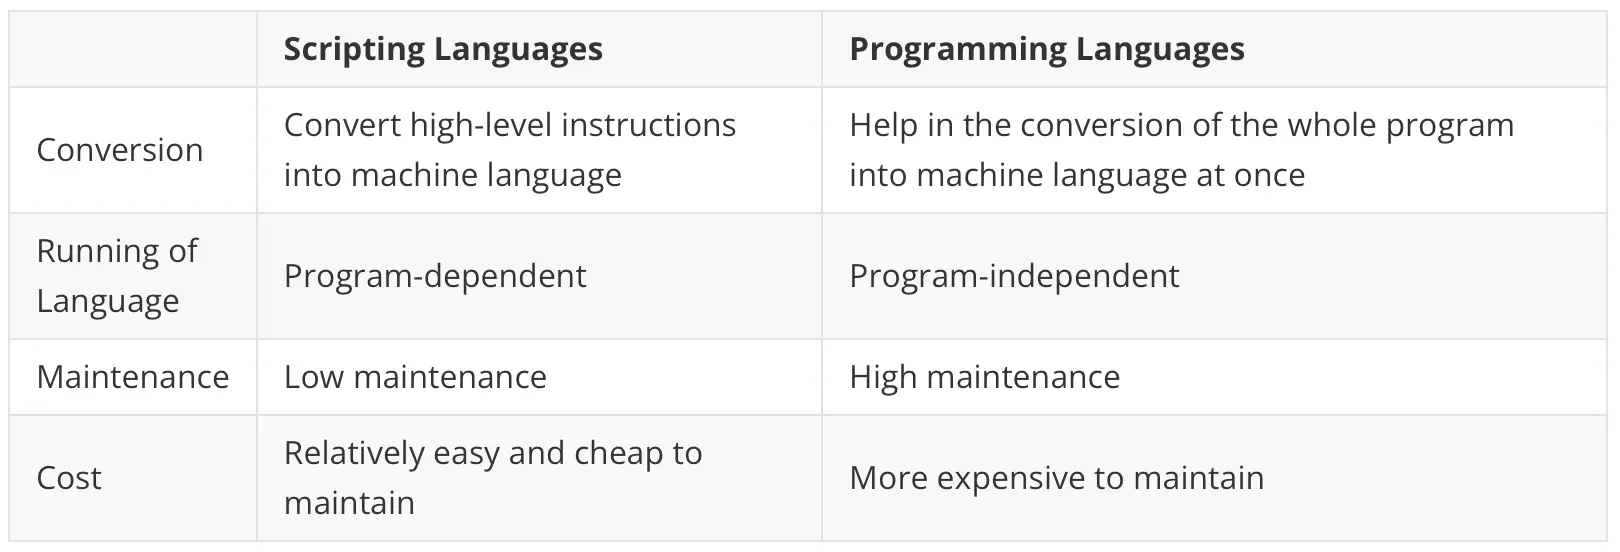 Scripting Languages
Programming Languages
Conversion
Convert high-level instructions
into machine language
Help in the conversion of the whole program
into machine language at once
Running of
Language
Program-dependent
Program-independent
Maintenance
Low maintenance
High maintenance
Cost
Relatively easy and cheap to
maintain
More expensive to maintain